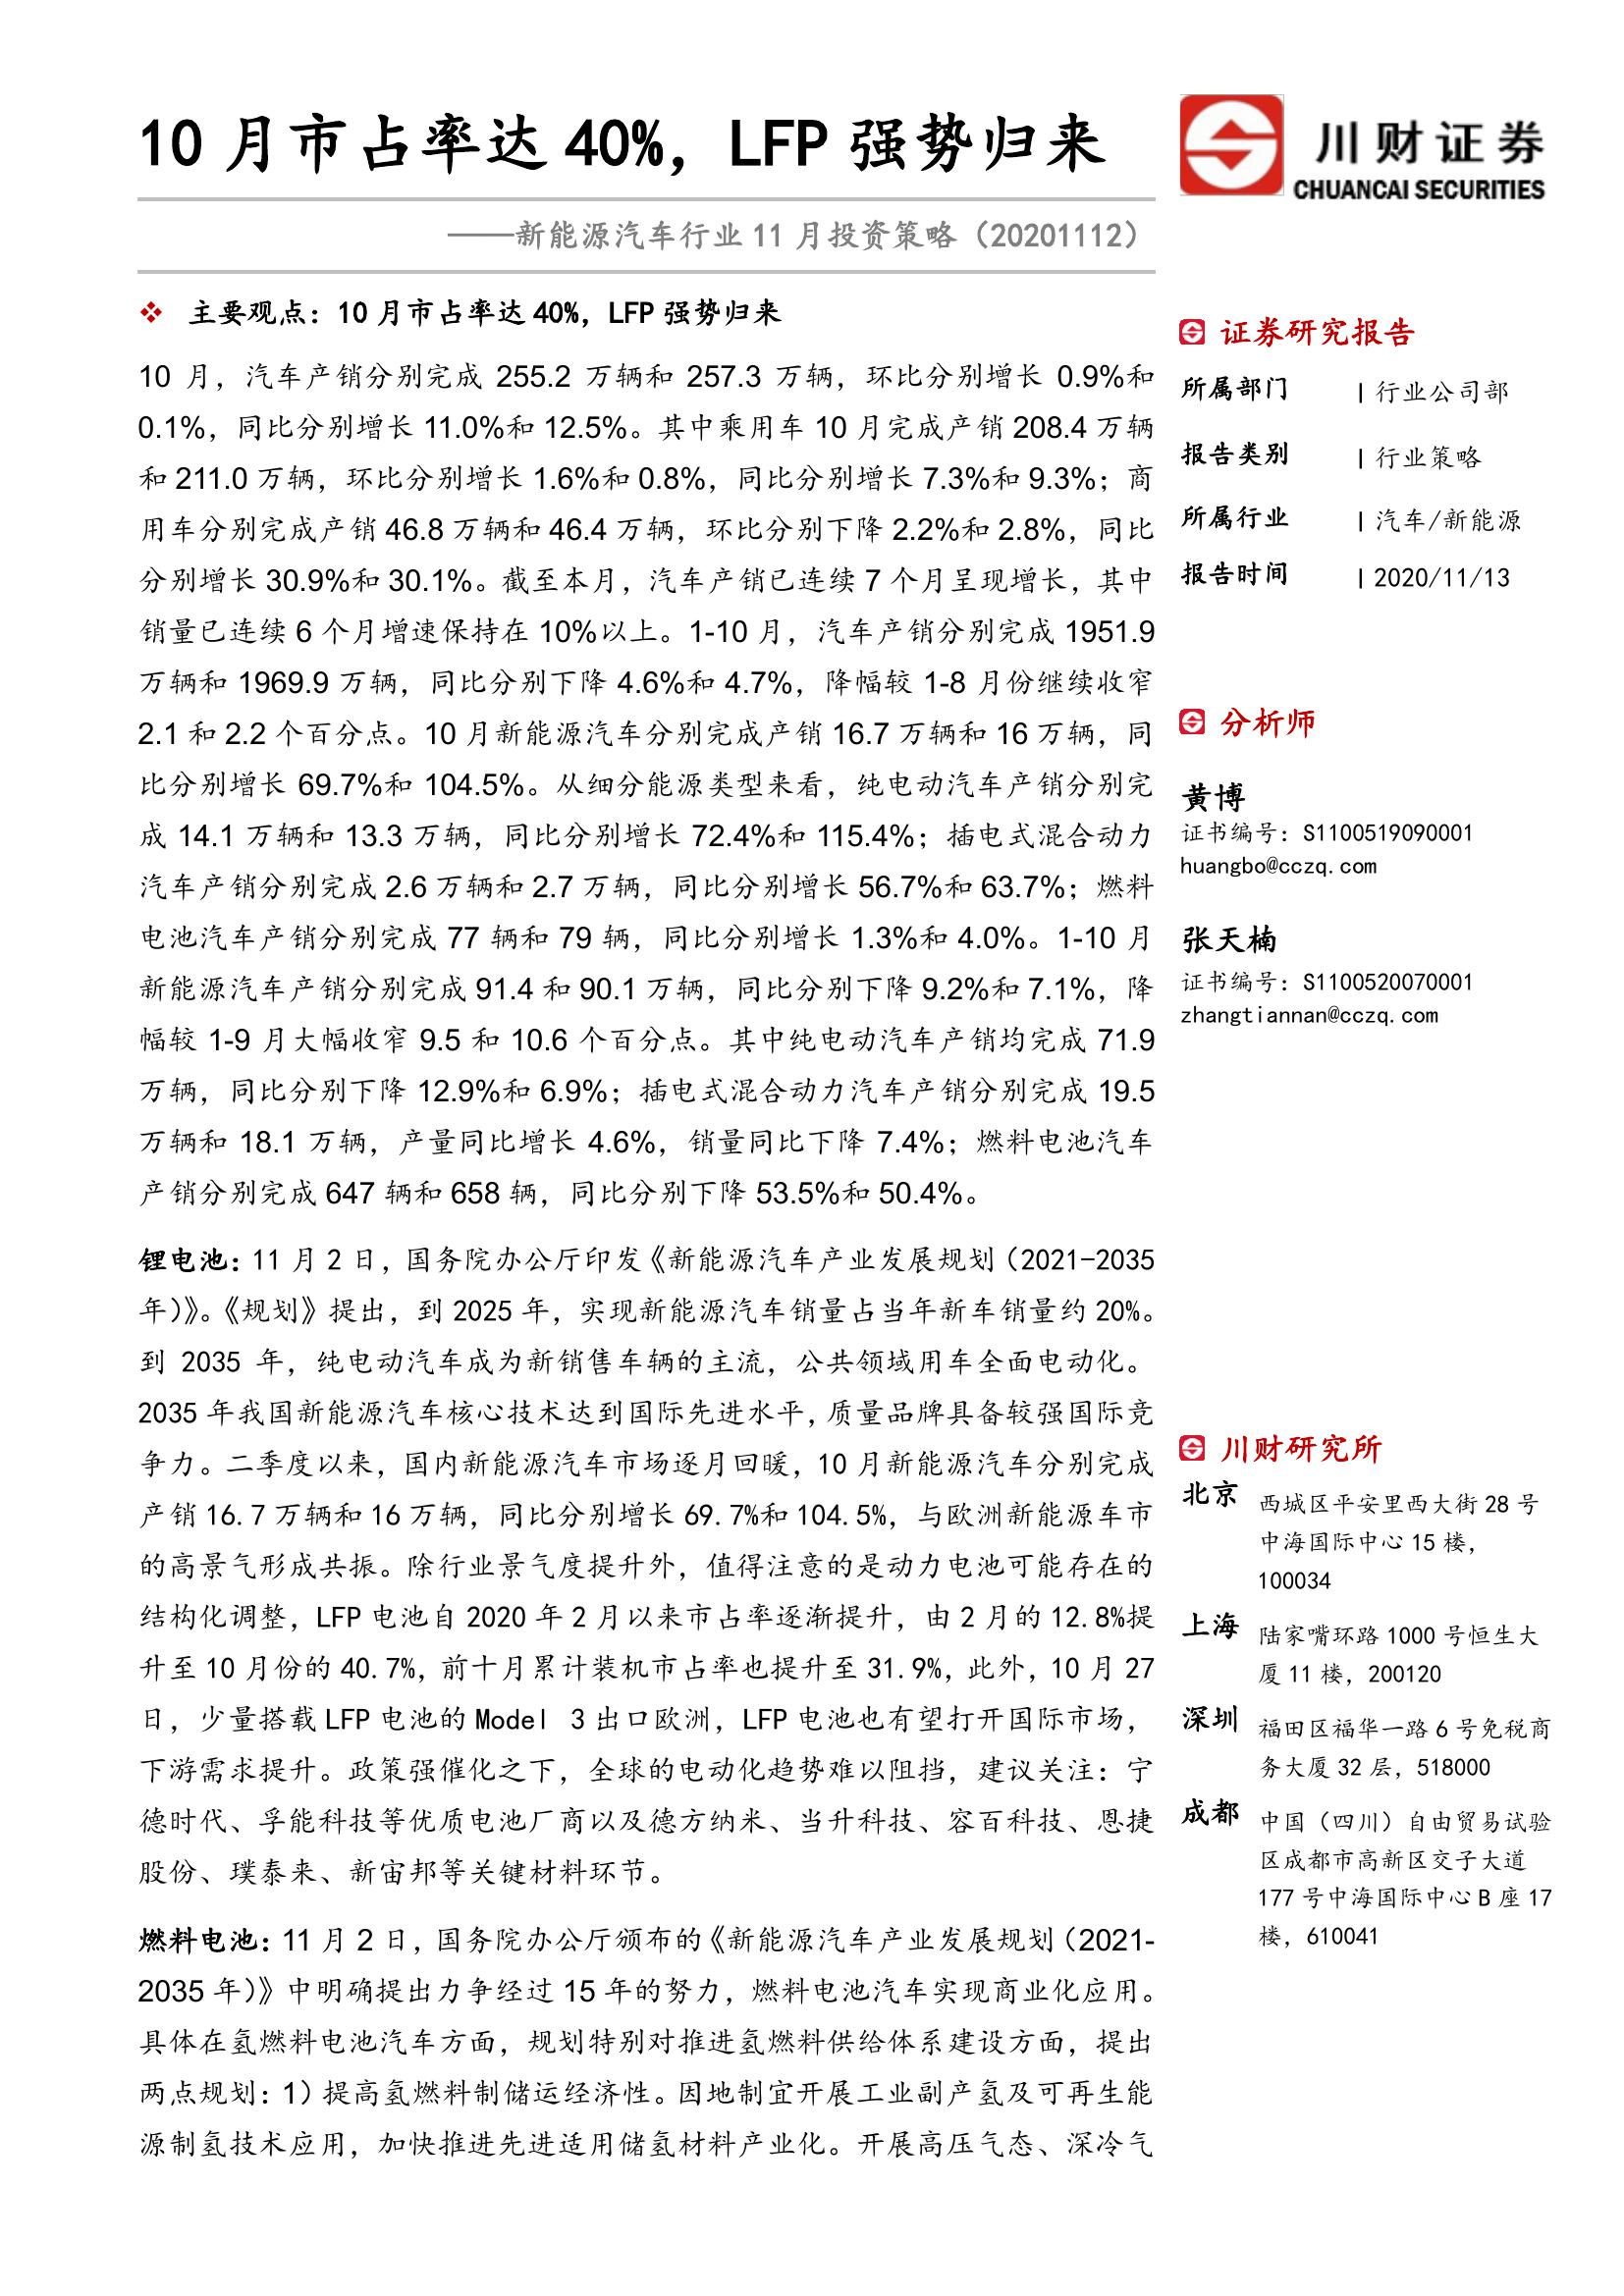 10 月市占率达 40%，LFP 强势归来
——新能源汽车行业 11 月投资策略（20201112）
❖ 主要观点：10 月市占率达 40%，LFP 强势归来
10 月，汽车产销分别完成 255.2 万辆和 257.3 万辆，环比分别增长 0.9%和
0.1%，同比分别增长 11.0%和 12.5%。其中乘用车 10 月完成产销 208.4 万辆
和 211.0 万辆，环比分别增长 1.6%和 0.8%，同比分别增长 7.3%和 9.3%；商
用车分别完成产销 46.8 万辆和 46.4 万辆，环比分别下降 2.2%和 2.8%，同比
分别增长 30.9%和 30.1%。截至本月，汽车产销已连续 7 个月呈现增长，其中
销量已连续 6 个月增速保持在 10%以上。1-10 月，汽车产销分别完成 1951.9
万辆和 1969.9 万辆，同比分别下降 4.6%和 4.7%，降幅较 1-8 月份继续收窄
2.1 和 2.2 个百分点。10 月新能源汽车分别完成产销 16.7 万辆和 16 万辆，同
比分别增长 69.7%和 104.5%。从细分能源类型来看，纯电动汽车产销分别完
成 14.1 万辆和 13.3 万辆，同比分别增长 72.4%和 115.4%；插电式混合动力
汽车产销分别完成 2.6 万辆和 2.7 万辆，同比分别增长 56.7%和 63.7%；燃料
电池汽车产销分别完成 77 辆和 79 辆，同比分别增长 1.3%和 4.0%。1-10 月
新能源汽车产销分别完成 91.4 和 90.1 万辆，同比分别下降 9.2%和 7.1%，降
幅较 1-9 月大幅收窄 9.5 和 10.6 个百分点。其中纯电动汽车产销均完成 71.9
万辆，同比分别下降 12.9%和 6.9%；插电式混合动力汽车产销分别完成 19.5
万辆和 18.1 万辆，产量同比增长 4.6%，销量同比下降 7.4%；燃料电池汽车
产销分别完成 647 辆和 658 辆，同比分别下降 53.5%和 50.4%。
锂电池：11 月 2 日，国务院办公厅印发《新能源汽车产业发展规划（2021-2035
年）》。《规划》提出，到 2025 年，实现新能源汽车销量占当年新车销量约 20%。
到 2035 年，纯电动汽车成为新销售车辆的主流，公共领域用车全面电动化。
2035 年我国新能源汽车核心技术达到国际先进水平，质量品牌具备较强国际竞
争力。二季度以来，国内新能源汽车市场逐月回暖，10 月新能源汽车分别完成
产销 16.7 万辆和 16 万辆，同比分别增长 69.7%和 104.5%，与欧洲新能源车市
的高景气形成共振。除行业景气度提升外，值得注意的是动力电池可能存在的
结构化调整，LFP 电池自 2020 年 2 月以来市占率逐渐提升，由 2 月的 12.8%提
升至 10 月份的 40.7%，前十月累计装机市占率也提升至 31.9%，此外，10 月 27
日，少量搭载 LFP 电池的 Model 3 出口欧洲，LFP 电池也有望打开国际市场，
下游需求提升。政策强催化之下，全球的电动化趋势难以阻挡，建议关注：宁
德时代、孚能科技等优质电池厂商以及德方纳米、当升科技、容百科技、恩捷
股份、璞泰来、新宙邦等关键材料环节。
燃料电池：11 月 2 日，国务院办公厅颁布的《新能源汽车产业发展规划（2021-
2035 年）》中明确提出力争经过 15 年的努力，燃料电池汽车实现商业化应用。
具体在氢燃料电池汽车方面，规划特别对推进氢燃料供给体系建设方面，提出
两点规划：1）提高氢燃料制储运经济性。因地制宜开展工业副产氢及可再生能
源制氢技术应用，加快推进先进适用储氢材料产业化。开展高压气态、深冷气
川财证券
CHUANCAI SECURITIES
证券研究报告
所属部门 | 行业公司部
报告类别 | 行业策略
所属行业 | 汽车/新能源
报告时间 | 2020/11/13
分析师
黄博
证书编号：S1100519090001
huangbo@cczq.com
张天楠
证书编号：S1100520070001
zhangtiannan@cczq.com
川财研究所
北京 西城区平安里西大街 28 号
中海国际中心 15 楼，
100034
上海 陆家嘴环路 1000 号恒生大
厦 11 楼，200120
深圳 福田区福华一路 6 号免税商
务大厦 32 层，518000
成都 中国（四川）自由贸易试验
区成都市高新区交子大道
177 号中海国际中心 B 座 17
楼，610041